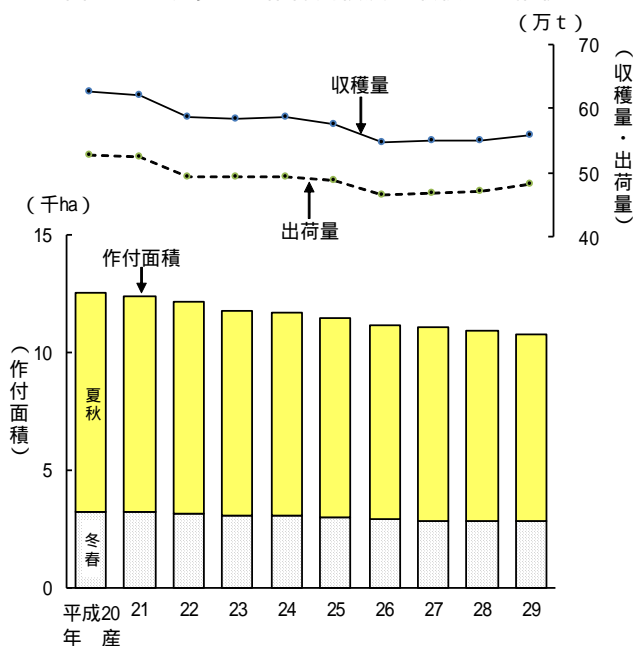 （万ｔ）
70
60
50
40
（収穫量・出荷量）
収穫量
出荷量
（千ha）
15
10
5
0
（作付面積）
作付面積
夏秋
冬春
平成20 21 22 23 24 25 26 27 28 29
年　産